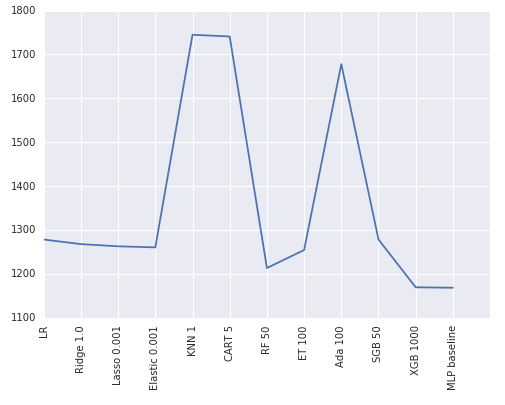 1800
1700
1600
1500
1400
1300
1200
1100
LR
Ridge 1.0
Lasso 0.001
Elastic 0.001
KNN 1
CART 5
RF 50
ET 100
Ada 100
SGB 50
XGB 1000
MLP baseline